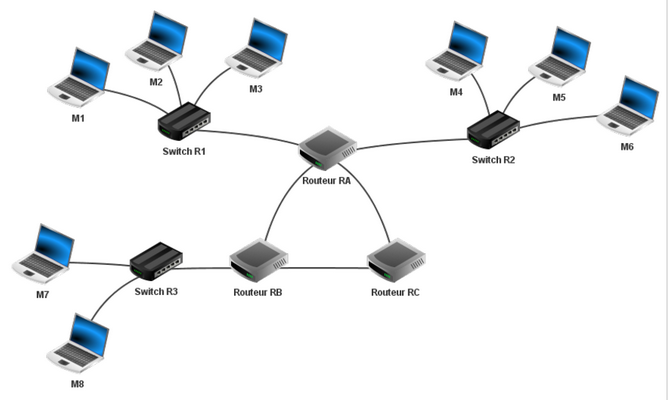 M1
M2
M3
M4
M5
M6
Switch R1
Switch R2
Routeur RA
M7
Switch R3
Routeur RB
Routeur RC
M8